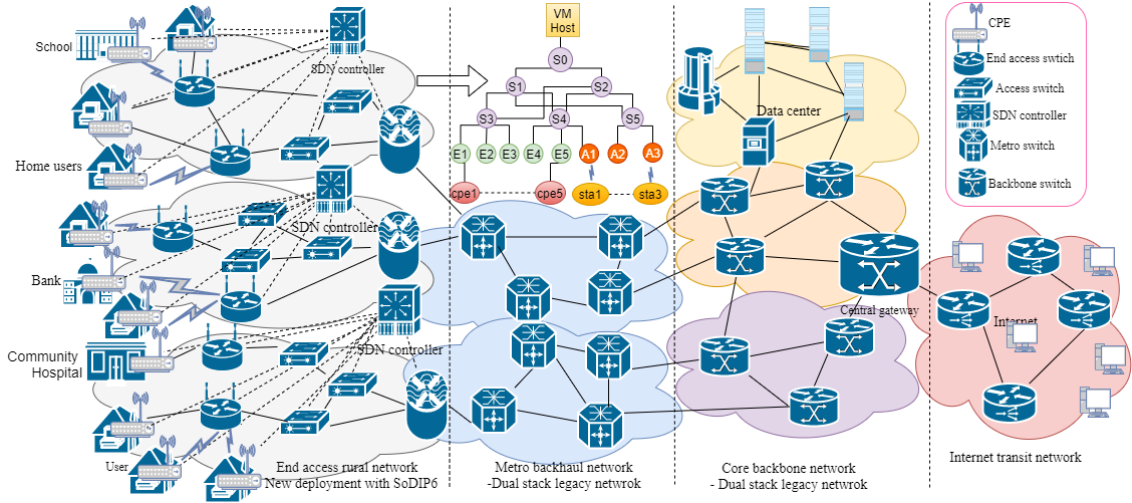 School
SDN controller
Home users
SDN controller
Bank
SDN controller
Community
Hospital
User
End access rural network
New deployment with SoDIP6
VM
Host
S0
S1
S2
S3
S4
S5
E1
E2
E3
E4
E5
A1
A2
A3
cpe1
cpe5
sta1
sta3
Metro backhaul network
-Dual stack legacy netwrok
Data center
Central gateway
Core backbone network
- Dual stack legacy netwrok
CPE
End access swtich
Access switch
SDN controller
Metro switch
Backbone switch
Internet
Internet transit network